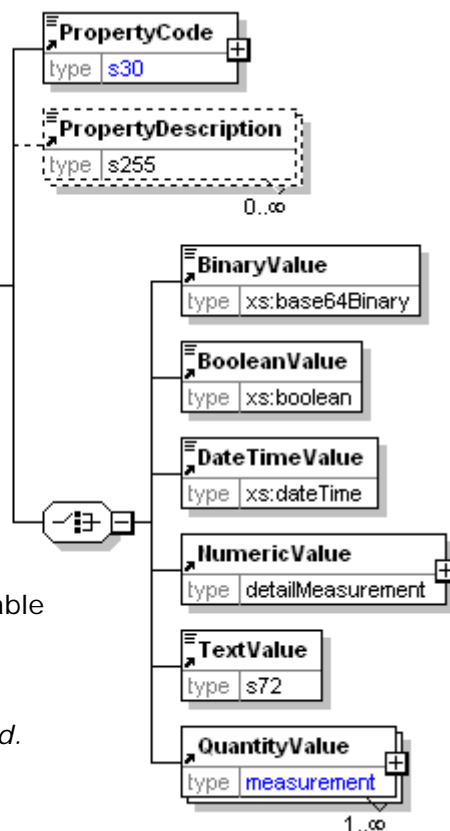 PropertyCode
type s30
PropertyDescription
type s255
0..∞
BinaryValue
type xs:base64Binary
BooleanValue
type xs:boolean
DateTimeValue
type xs:dateTime
NumericValue
type detailMeasurement
TextValue
type s72
d.
QuantityValue
type measurement
1..∞